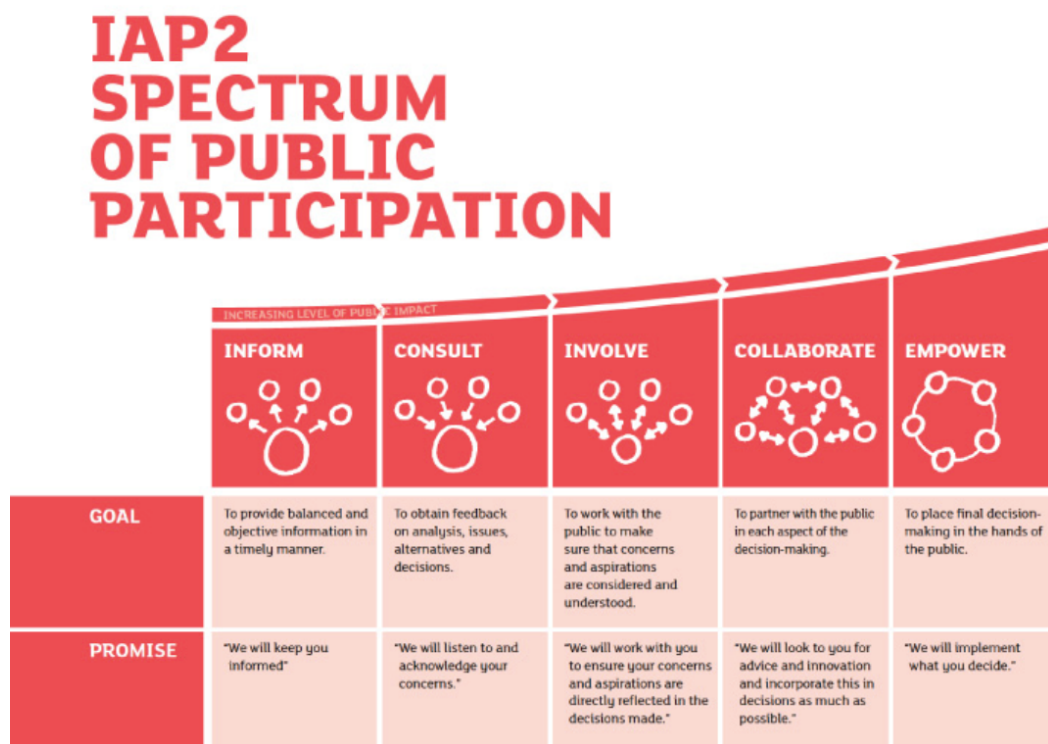 IAP2
SPECTRUM
OF PUBLIC
PARTICIPATION
INCREASING LEVEL OF PUBLIC IMPACT
INFORM
CONSULT
INVOLVE
COLLABORATE
EMPOWER
GOAL
To provide balanced and
objective information in
a timely manner.
To obtain feedback
on analysis, issues,
alternatives and
decisions.
To work with the
public to make
sure that concerns
and aspirations
are considered and
understood.
To partner with the public
in each aspect of the
decision-making.
To place final decision-
making in the hands of
the public.
PROMISE
"We will keep you
informed"
"We will listen to and
acknowledge your
concerns."
"We will work with you
to ensure your concerns
and aspirations are
directly reflected in the
decisions made."
"We will look to you for
advice and innovation
and incorporate this in
decisions as much as
possible."
"We will implement
what you decide."